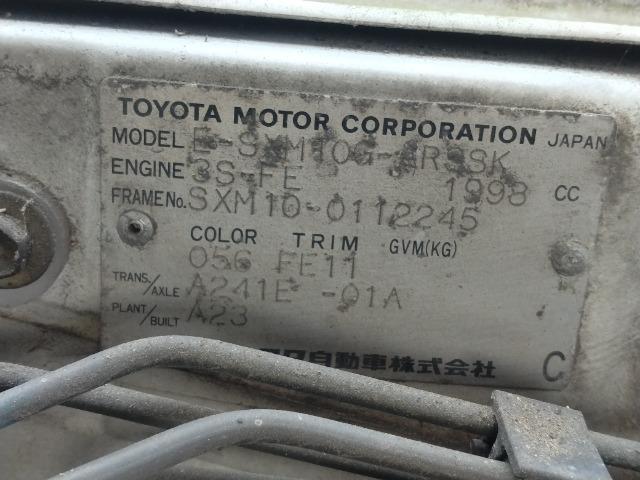 TOYOTA MOTOR CORPORATION JAPAN
MODEL E-SXM10G-
ENGINE 3S-FE 1998 CC
FRAME No. SXM10-0112245
COLOR TRIM GVM(KG)
056 FE11
TRANS./AXLE A241E -01A
PLANT/BUILT A23
自動車株式会社 C